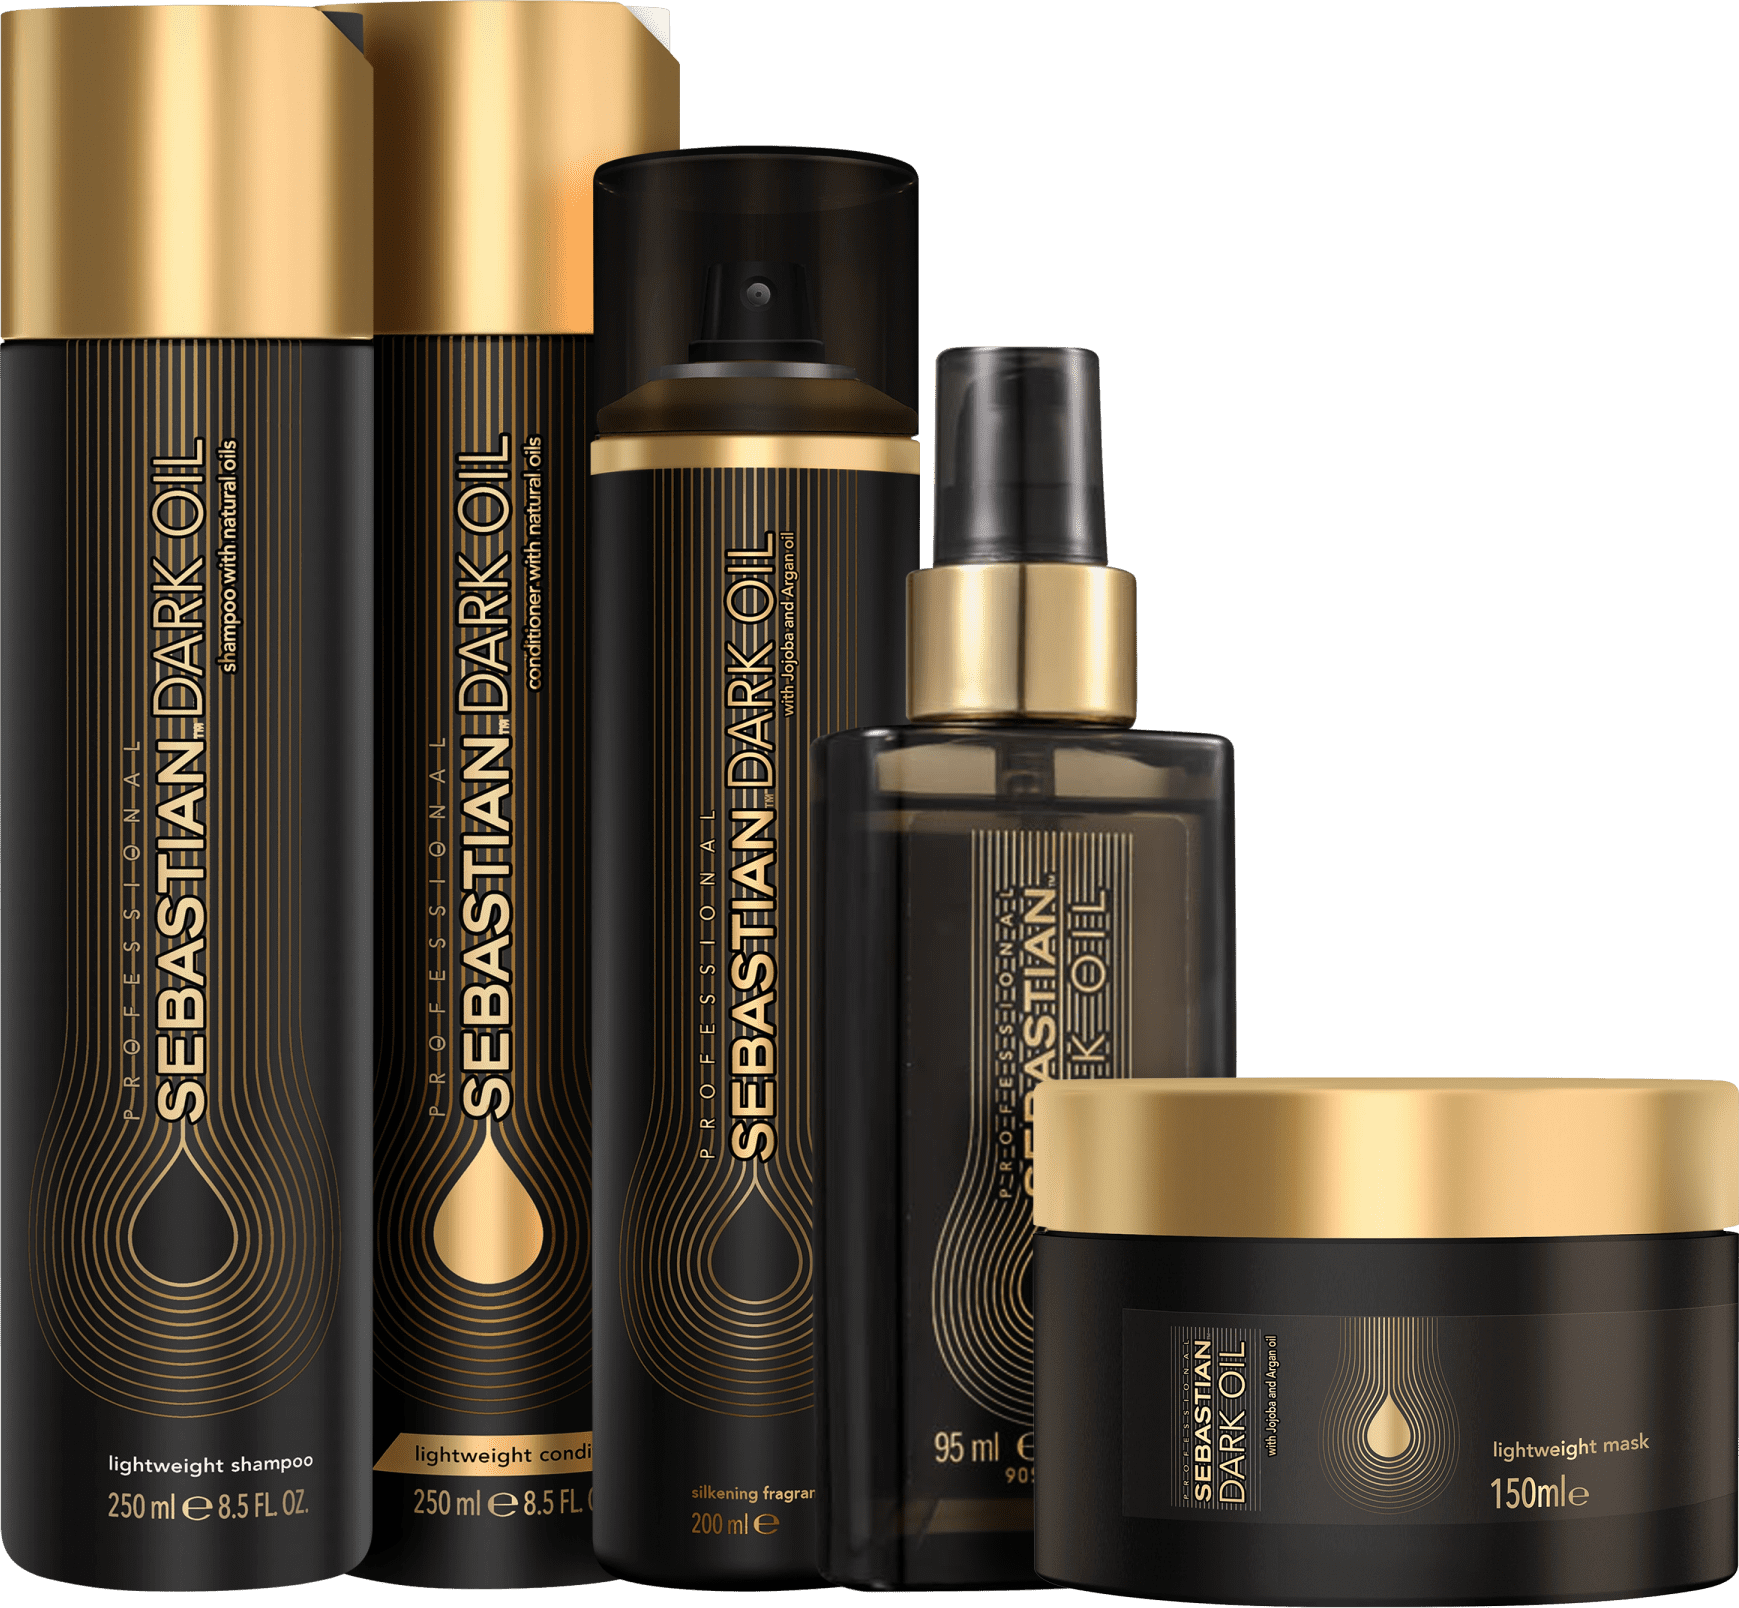 PROFESSIONAL
SEBASTIAN™ DARK OIL
shampoo with natural oils
lightweight shampoo
250 ml ℮ 8.5 FL. OZ.
PROFESSIONAL
SEBASTIAN™ DARK OIL
conditioner with natural oils
lightweight condi
250 ml ℮ 8.5 FL.
PROFESSIONAL
SEBASTIAN™ DARK OIL
with Jojoba and Argan oil
silkening fragran
200 ml ℮
PROFESSIONAL
SEBASTIAN™
K OIL
95 ml ℮
905
PROFESSIONAL
SEBASTIAN™
DARK OIL
with Jojoba and Argan oil
lightweight mask
150ml℮